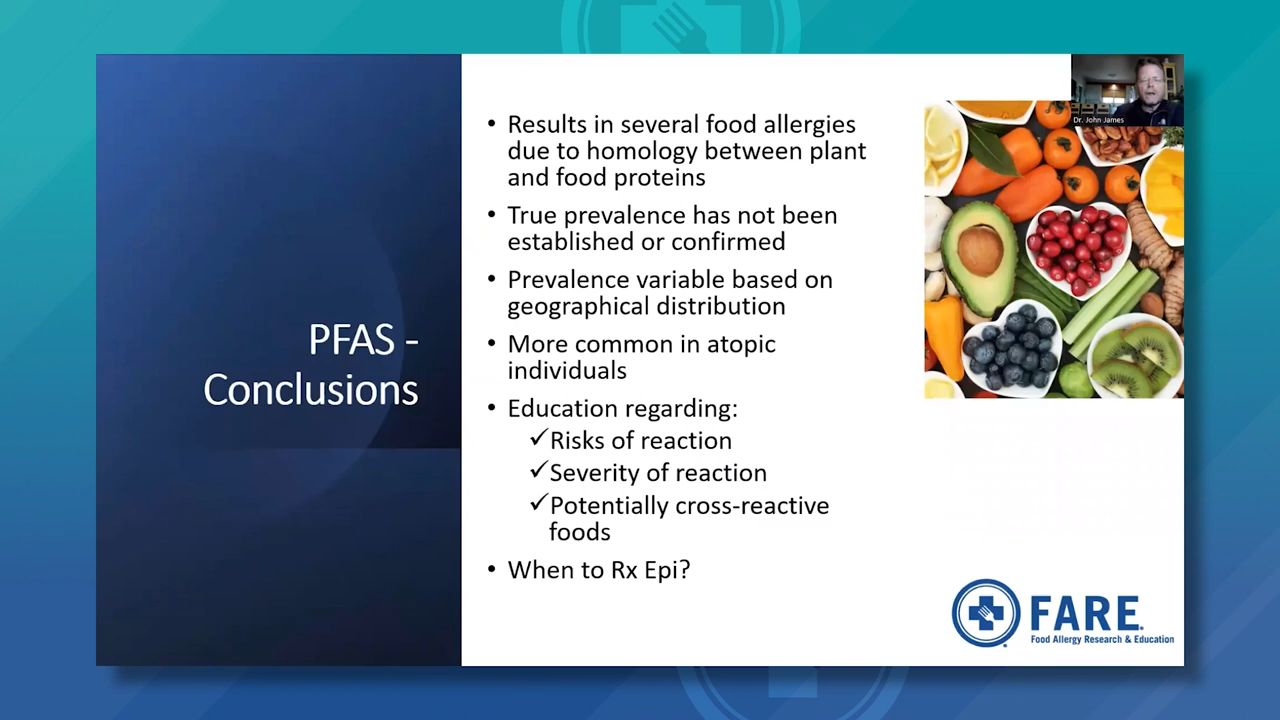 PFAS -
Conclusions
• Results in several food allergies
due to homology between plant
and food proteins
• True prevalence has not been
established or confirmed
• Prevalence variable based on
geographical distribution
• More common in atopic
individuals
• Education regarding:
✓Risks of reaction
✓Severity of reaction
✓Potentially cross-reactive
foods
• When to Rx Epi?
Dr. John James
FARE®
Food Allergy Research & Education